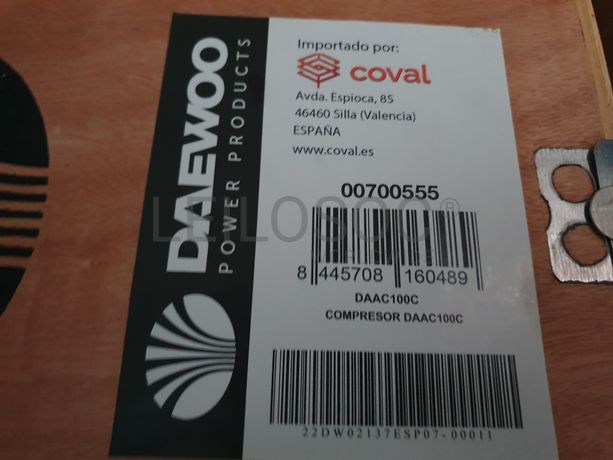 DAEWOO
POWER PRODUCTS
Importado por:
coval
Avda. Espioca, 85
46460 Silla (Valencia)
ESPAÑA
www.coval.es
00700555
LEILOSOC®
8 445708 160489
DAAC100C
COMPRESOR DAAC100C
22DW02137ESP07-00011